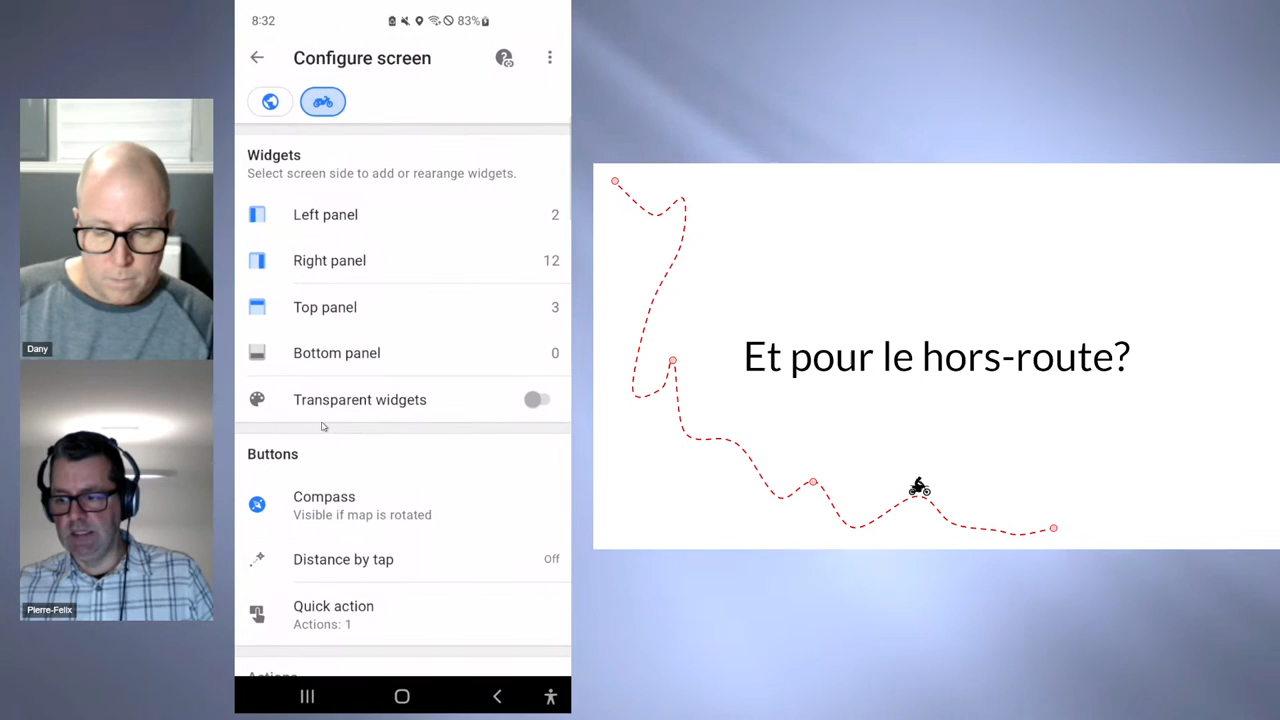 8:32
83%
Configure screen
Widgets
Select screen side to add or rearrange widgets.
Left panel 2
Right panel 12
Top panel 3
Bottom panel 0
Transparent widgets
Buttons
Compass
Visible if map is rotated
Distance by tap Off
Quick action
Actions: 1
Actions
Dany
Pierre-Felix
Et pour le hors-route?